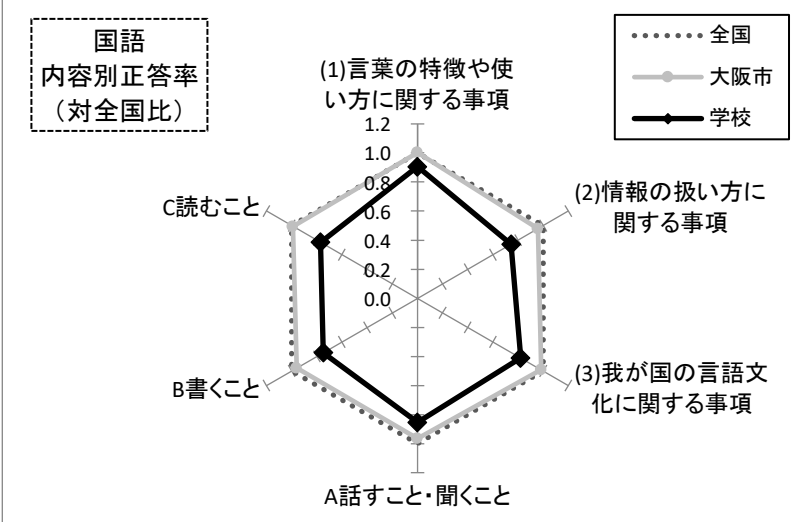 国語
内容別正答率
（対全国比）
全国
大阪市
学校
(1)言葉の特徴や使
い方に関する事項
1.2
1.0
0.8
0.6
0.4
0.2
0.0
(2)情報の扱い方に
関する事項
(3)我が国の言語文
化に関する事項
A話すこと・聞くこと
B書くこと
C読むこと